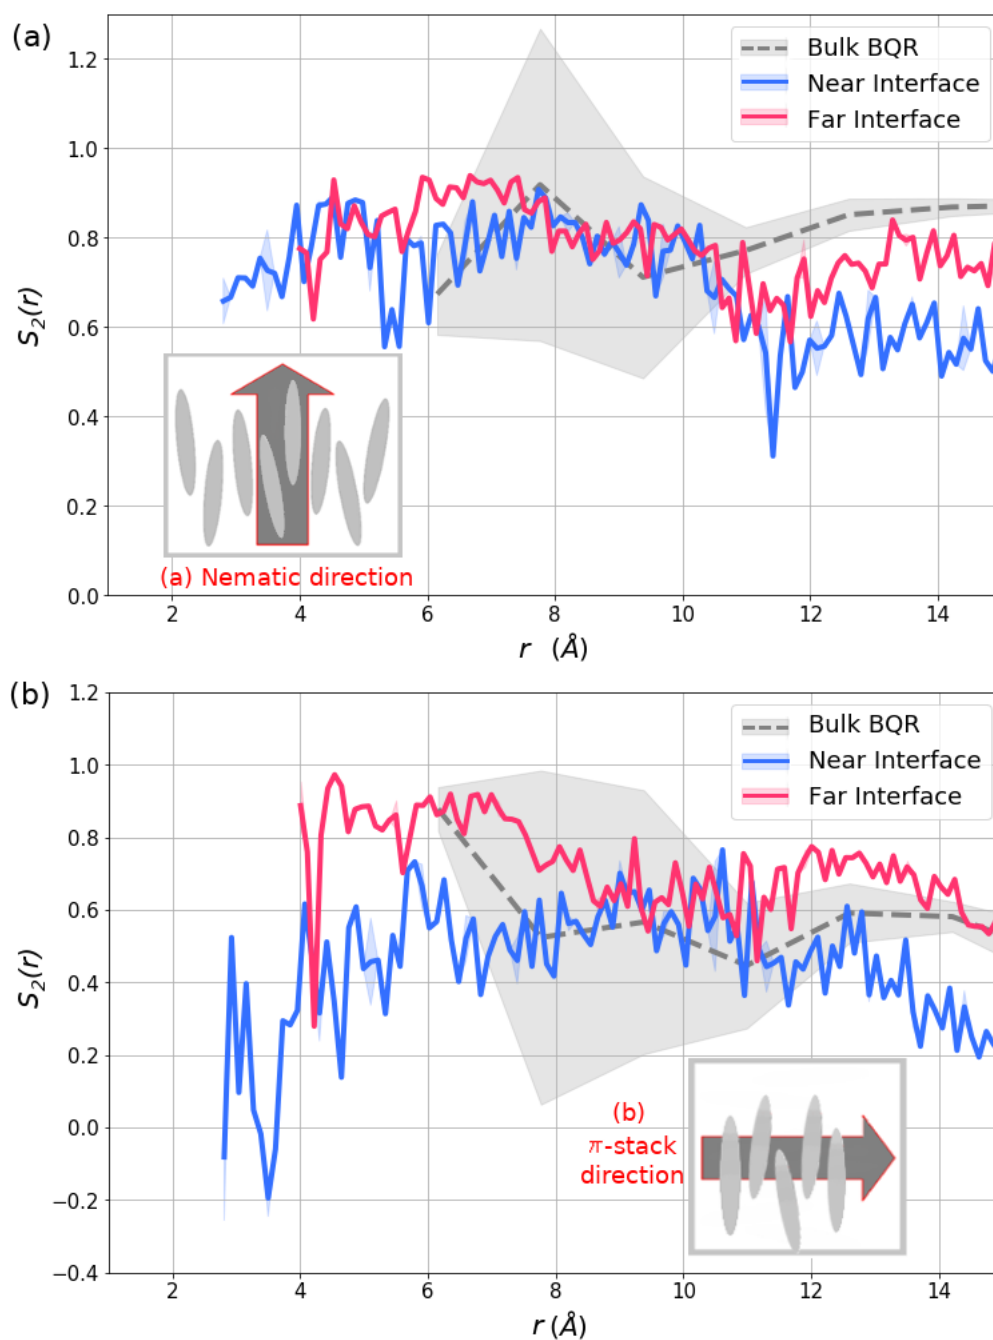 (a)
Bulk BQR
Near Interface
Far Interface
1.2
1.0
0.8
0.6
0.4
0.2
0.0
S₂(r)
(a) Nematic direction
2 4 6 8 10 12 14
r (Å)
(b)
Bulk BQR
Near Interface
Far Interface
1.2
1.0
0.8
0.6
0.4
0.2
0.0
−0.2
−0.4
S₂(r)
(b)
π-stack
direction
2 4 6 8 10 12 14
r (Å)